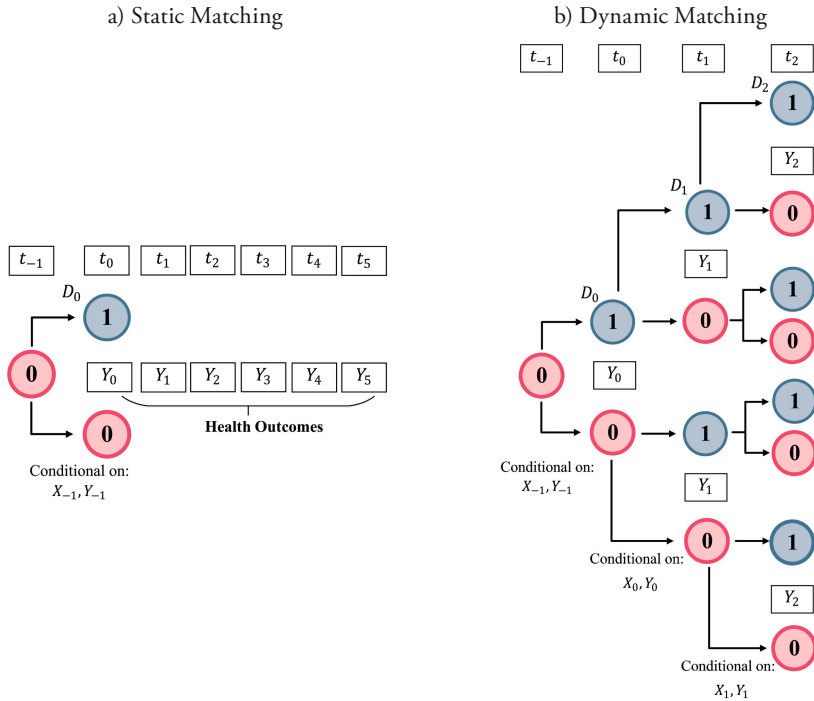 a) Static Matching
t₋₁ t₀ t₁ t₂ t₃ t₄ t₅
D₀
1
0
Y₀ Y₁ Y₂ Y₃ Y₄ Y₅
Health Outcomes
0
Conditional on:
X₋₁, Y₋₁
b) Dynamic Matching
t₋₁ t₀ t₁ t₂
D₂
1
Y₂
D₁
1 0
Y₁
D₀
1
1 0
0
0
Y₀
1
0 1
0
Conditional on:
X₋₁, Y₋₁
Y₁
0 1
Conditional on:
X₀, Y₀
Y₂
0
Conditional on:
X₁, Y₁